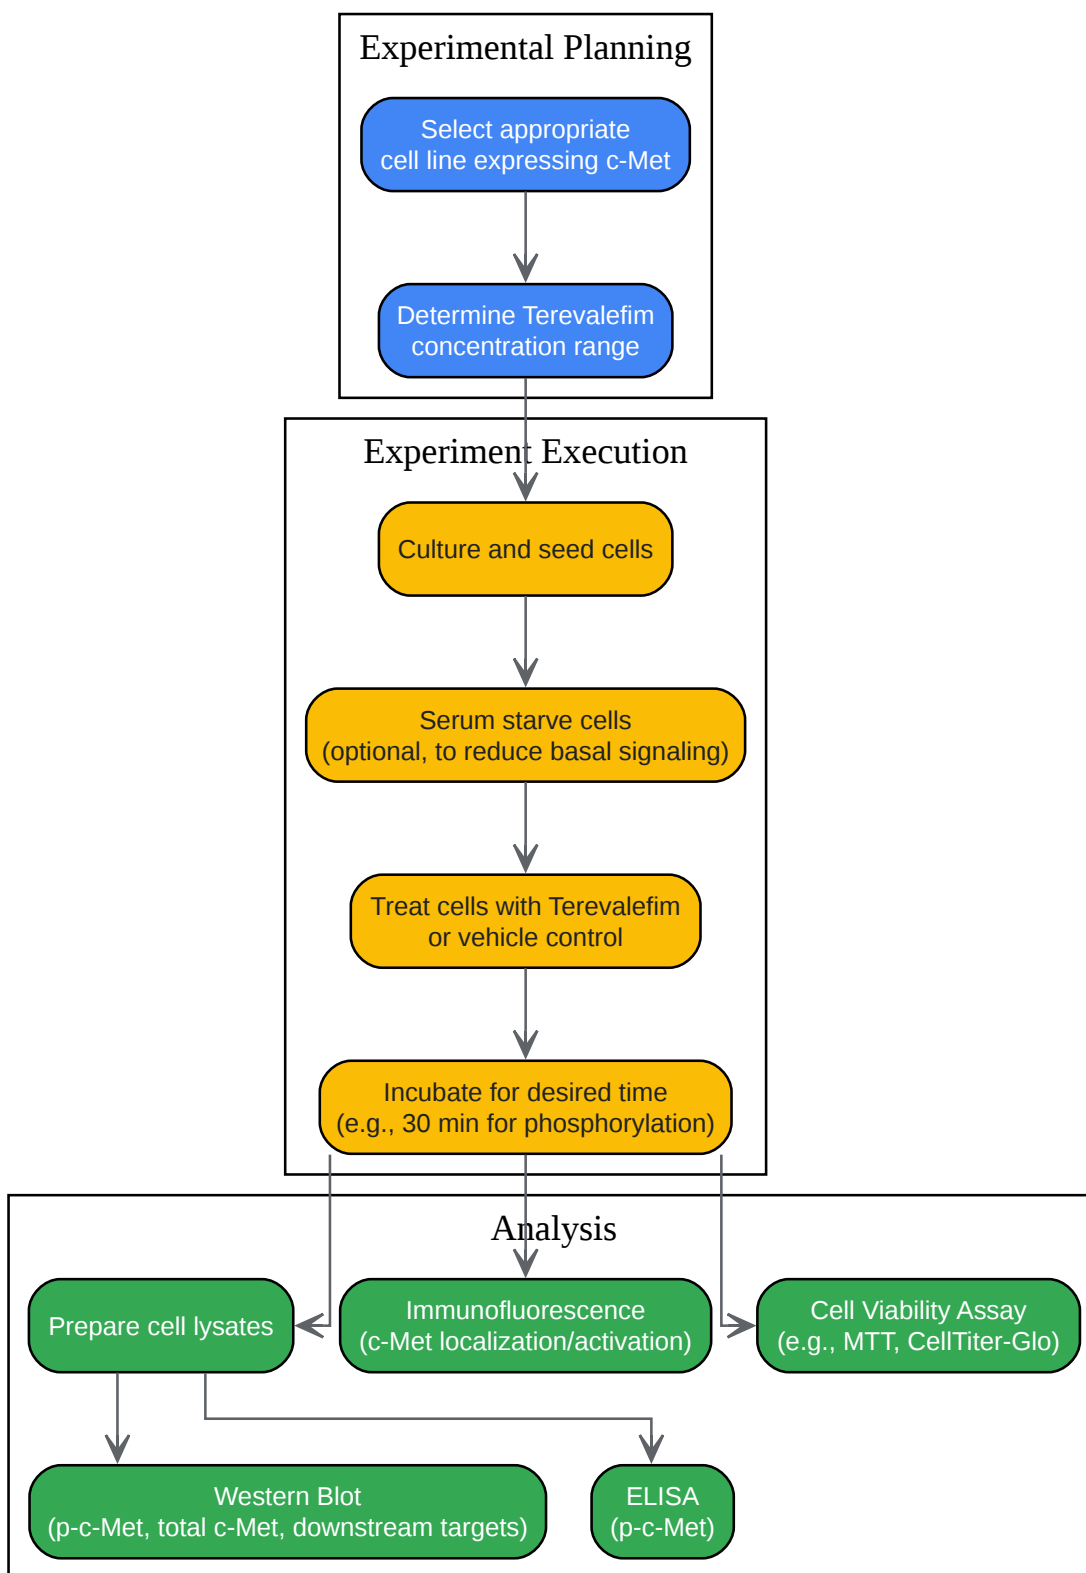 Experimental Planning
Select appropriate
cell line expressing c-Met
Determine Terevalefim
concentration range
Experiment Execution
Culture and seed cells
Serum starve cells
(optional, to reduce basal signaling)
Treat cells with Terevalefim
or vehicle control
Incubate for desired time
(e.g., 30 min for phosphorylation)
Analysis
Prepare cell lysates
Immunofluorescence
(c-Met localization/activation)
Cell Viability Assay
(e.g., MTT, CellTiter-Glo)
Western Blot
(p-c-Met, total c-Met, downstream targets)
ELISA
(p-c-Met)